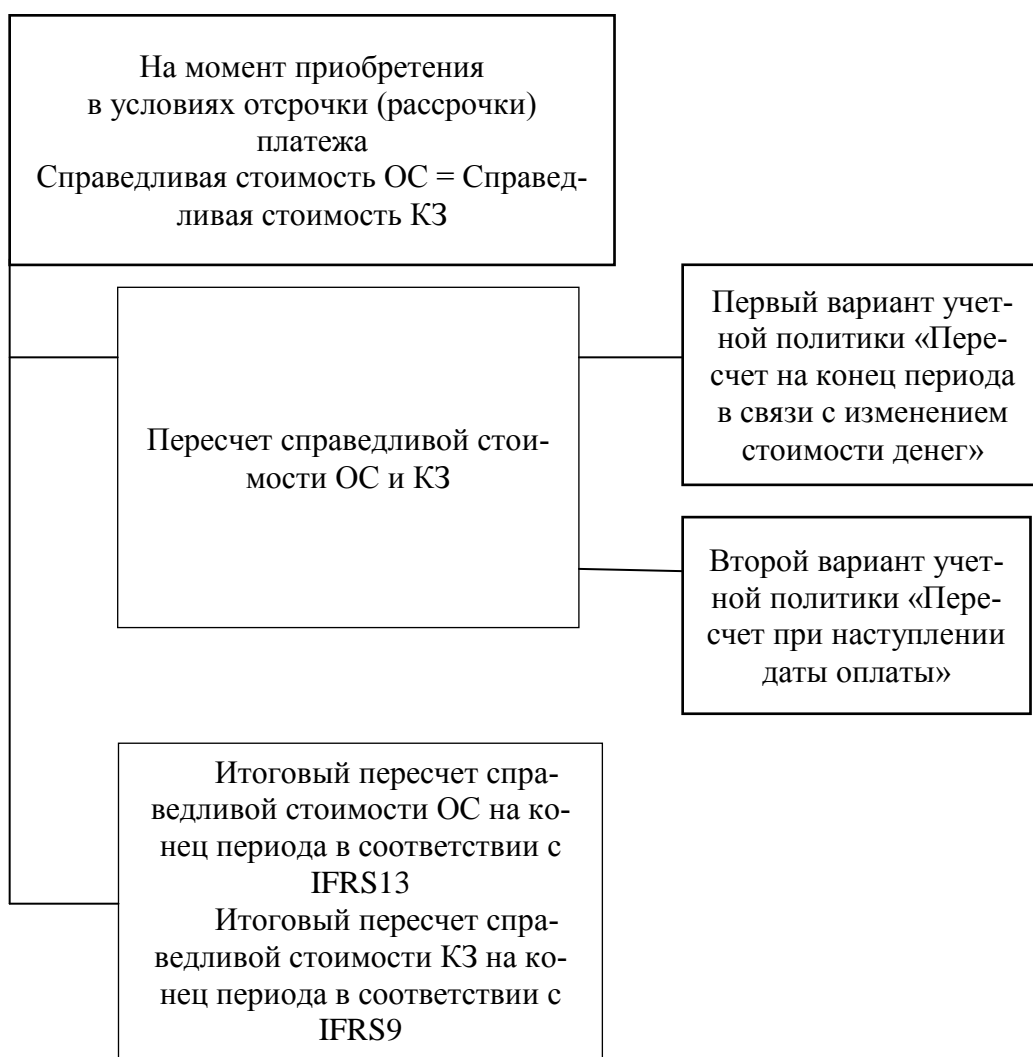 На момент приобретения
в условиях отсрочки (рассрочки)
платежа
Справедливая стоимость ОС = Справед-
ливая стоимость КЗ
Первый вариант учет-
ной политики «Пере-
счет на конец периода
в связи с изменением
стоимости денег»
Пересчет справедливой стои-
мости ОС и КЗ
Второй вариант учет-
ной политики «Пере-
счет при наступлении
даты оплаты»
Итоговый пересчет спра-
ведливой стоимости ОС на ко-
нец периода в соответствии с
IFRS13
Итоговый пересчет спра-
ведливой стоимости КЗ на ко-
нец периода в соответствии с
IFRS9